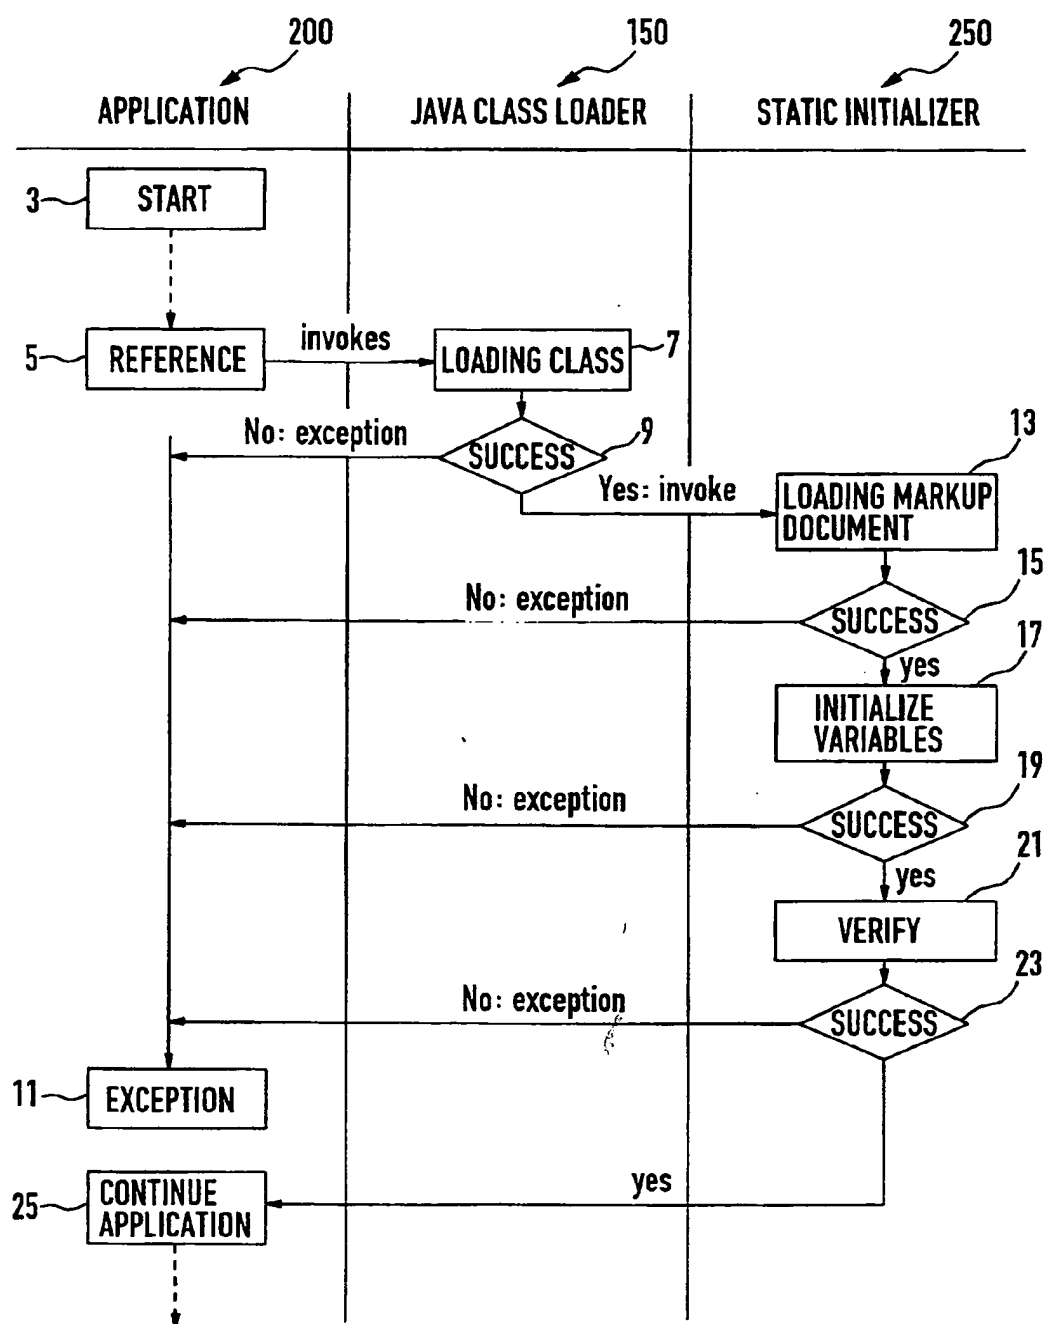 200
150
250
APPLICATION
JAVA CLASS LOADER
STATIC INITIALIZER
3
START
invokes
5
REFERENCE
LOADING CLASS
7
No: exception
SUCCESS
9
13
Yes: invoke
LOADING MARKUP
DOCUMENT
15
No: exception
SUCCESS
17
yes
INITIALIZE
VARIABLES
19
No: exception
SUCCESS
21
yes
VERIFY
23
No: exception
SUCCESS
11
EXCEPTION
yes
25
CONTINUE
APPLICATION